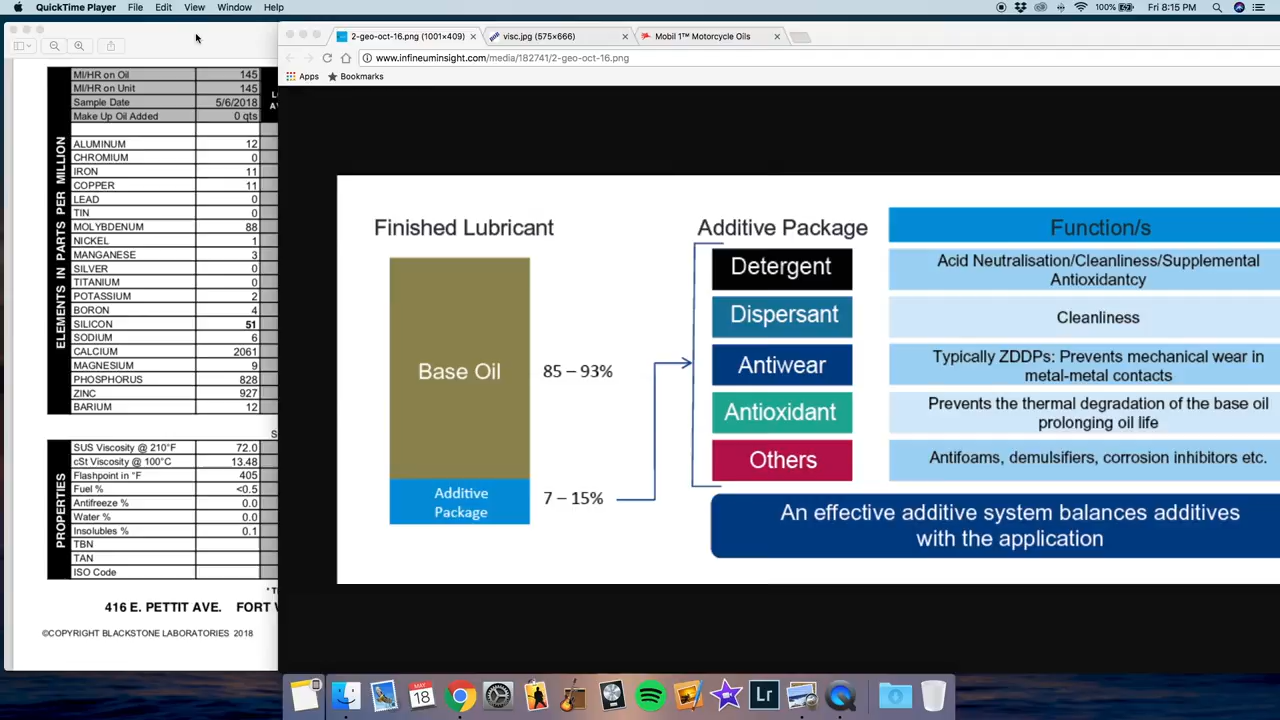 QuickTime Player File Edit View Window Help 100% Fri 8:15 PM
2-geo-oct-16.png (1001×409) visc.jpg (575×666) Mobil 1™ Motorcycle Oils
www.infineuminsight.com/media/182741/2-geo-oct-16.png
Apps Bookmarks
MI/HR on Oil 145
MI/HR on Unit 145
Sample Date 5/6/2018
Make Up Oil Added 0 qts
ELEMENTS IN PARTS PER MILLION
ALUMINUM 12
CHROMIUM 0
IRON 11
COPPER 11
LEAD 0
TIN 0
MOLYBDENUM 88
NICKEL 1
MANGANESE 3
SILVER 0
TITANIUM 0
POTASSIUM 2
BORON 4
SILICON 51
SODIUM 6
CALCIUM 2061
MAGNESIUM 9
PHOSPHORUS 828
ZINC 927
BARIUM 12
PROPERTIES
SUS Viscosity @ 210°F 72.0
cSt Viscosity @ 100°C 13.48
Flashpoint in °F 405
Fuel % <0.5
Antifreeze % 0.0
Water % 0.0
Insolubles % 0.1
TBN
TAN
ISO Code
416 E. PETTIT AVE. FORT
©COPYRIGHT BLACKSTONE LABORATORIES 2018
Finished Lubricant
Base Oil
85 – 93%
Additive
Package
7 – 15%
Additive Package
Function/s
Detergent
Acid Neutralisation/Cleanliness/Supplemental
Antioxidantcy
Dispersant
Cleanliness
Antiwear
Typically ZDDPs: Prevents mechanical wear in
metal-metal contacts
Antioxidant
Prevents the thermal degradation of the base oil
prolonging oil life
Others
Antifoams, demulsifiers, corrosion inhibitors etc.
An effective additive system balances additives
with the application
MAY
18
Lr